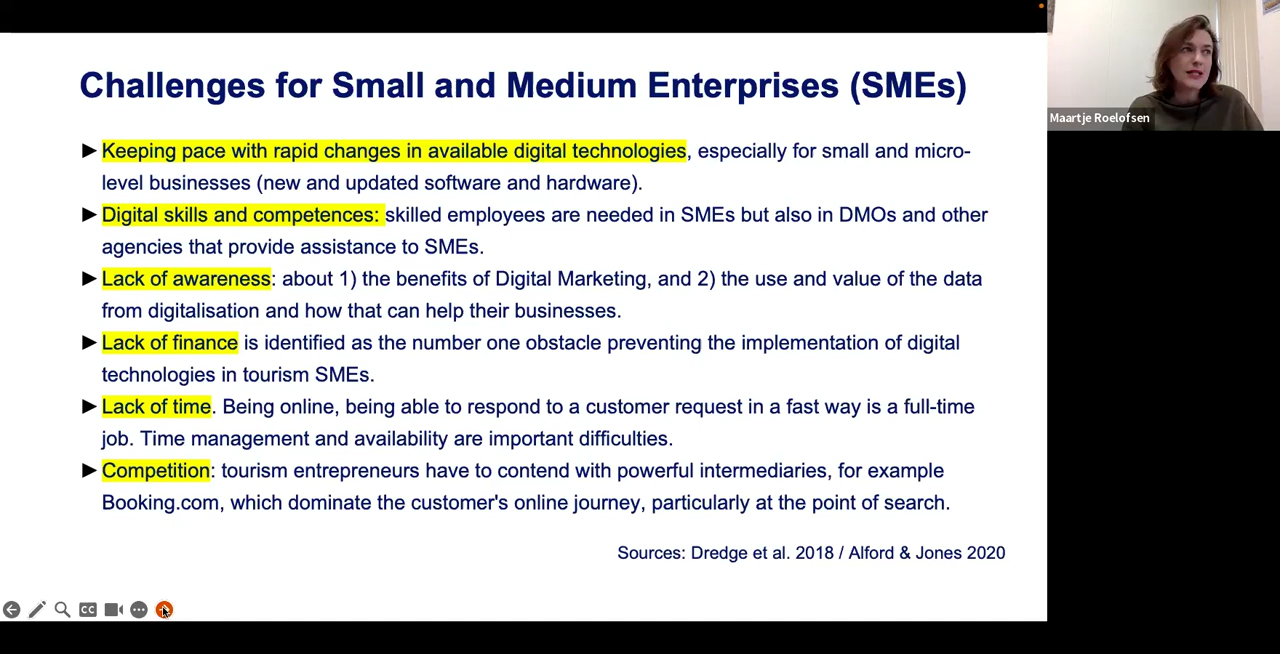 Challenges for Small and Medium Enterprises (SMEs)
► Keeping pace with rapid changes in available digital technologies, especially for small and micro-
level businesses (new and updated software and hardware).
► Digital skills and competences: skilled employees are needed in SMEs but also in DMOs and other
agencies that provide assistance to SMEs.
► Lack of awareness: about 1) the benefits of Digital Marketing, and 2) the use and value of the data
from digitalisation and how that can help their businesses.
► Lack of finance is identified as the number one obstacle preventing the implementation of digital
technologies in tourism SMEs.
► Lack of time. Being online, being able to respond to a customer request in a fast way is a full-time
job. Time management and availability are important difficulties.
► Competition: tourism entrepreneurs have to contend with powerful intermediaries, for example
Booking.com, which dominate the customer's online journey, particularly at the point of search.
Sources: Dredge et al. 2018 / Alford & Jones 2020
CC
Maartje Roelofsen